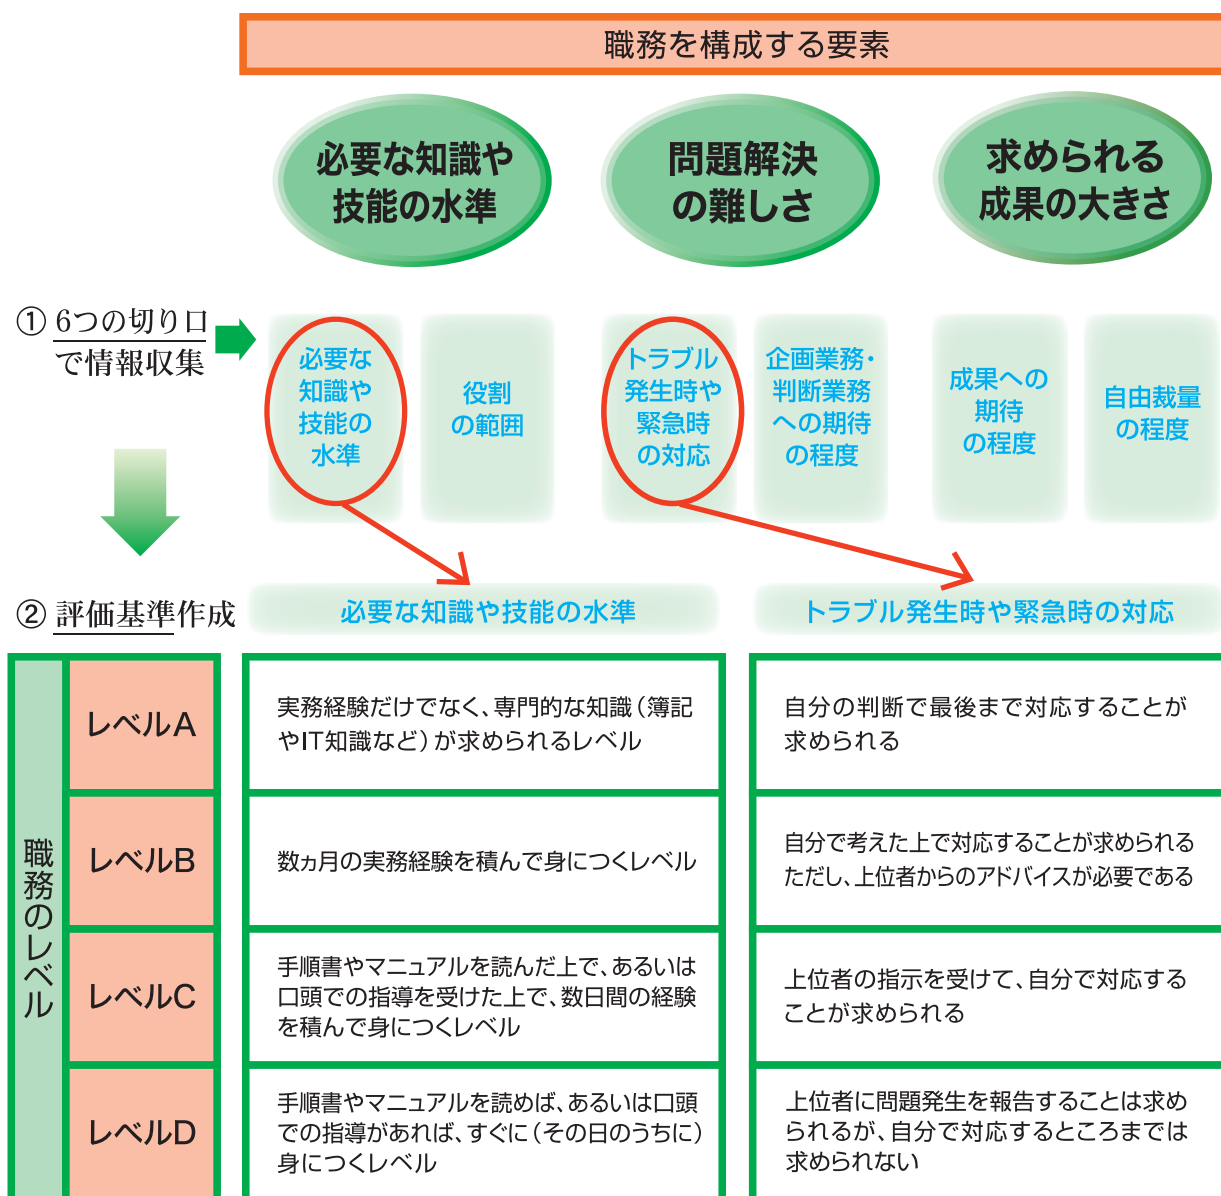 職務を構成する要素
必要な知識や
技能の水準
問題解決
の難しさ
求められる
成果の大きさ
① 6つの切り口
で情報収集
必要な
知識や
技能の
水準
役割
の範囲
トラブル
発生時や
緊急時
の対応
企画業務・
判断業務
への期待
の程度
成果への
期待
の程度
自由裁量
の程度
② 評価基準作成
必要な知識や技能の水準
トラブル発生時や緊急時の対応
職務のレベル
レベルA
実務経験だけでなく、専門的な知識（簿記
やIT知識など）が求められるレベル
自分の判断で最後まで対応することが
求められる
レベルB
数ヵ月の実務経験を積んで身につくレベル
自分で考えた上で対応することが求められる
ただし、上位者からのアドバイスが必要である
レベルC
手順書やマニュアルを読んだ上で、あるいは
口頭での指導を受けた上で、数日間の経験
を積んで身につくレベル
上位者の指示を受けて、自分で対応する
ことが求められる
レベルD
手順書やマニュアルを読めば、あるいは口頭
での指導があれば、すぐに（その日のうちに）
身につくレベル
上位者に問題発生を報告することは求め
られるが、自分で対応するところまでは
求められない